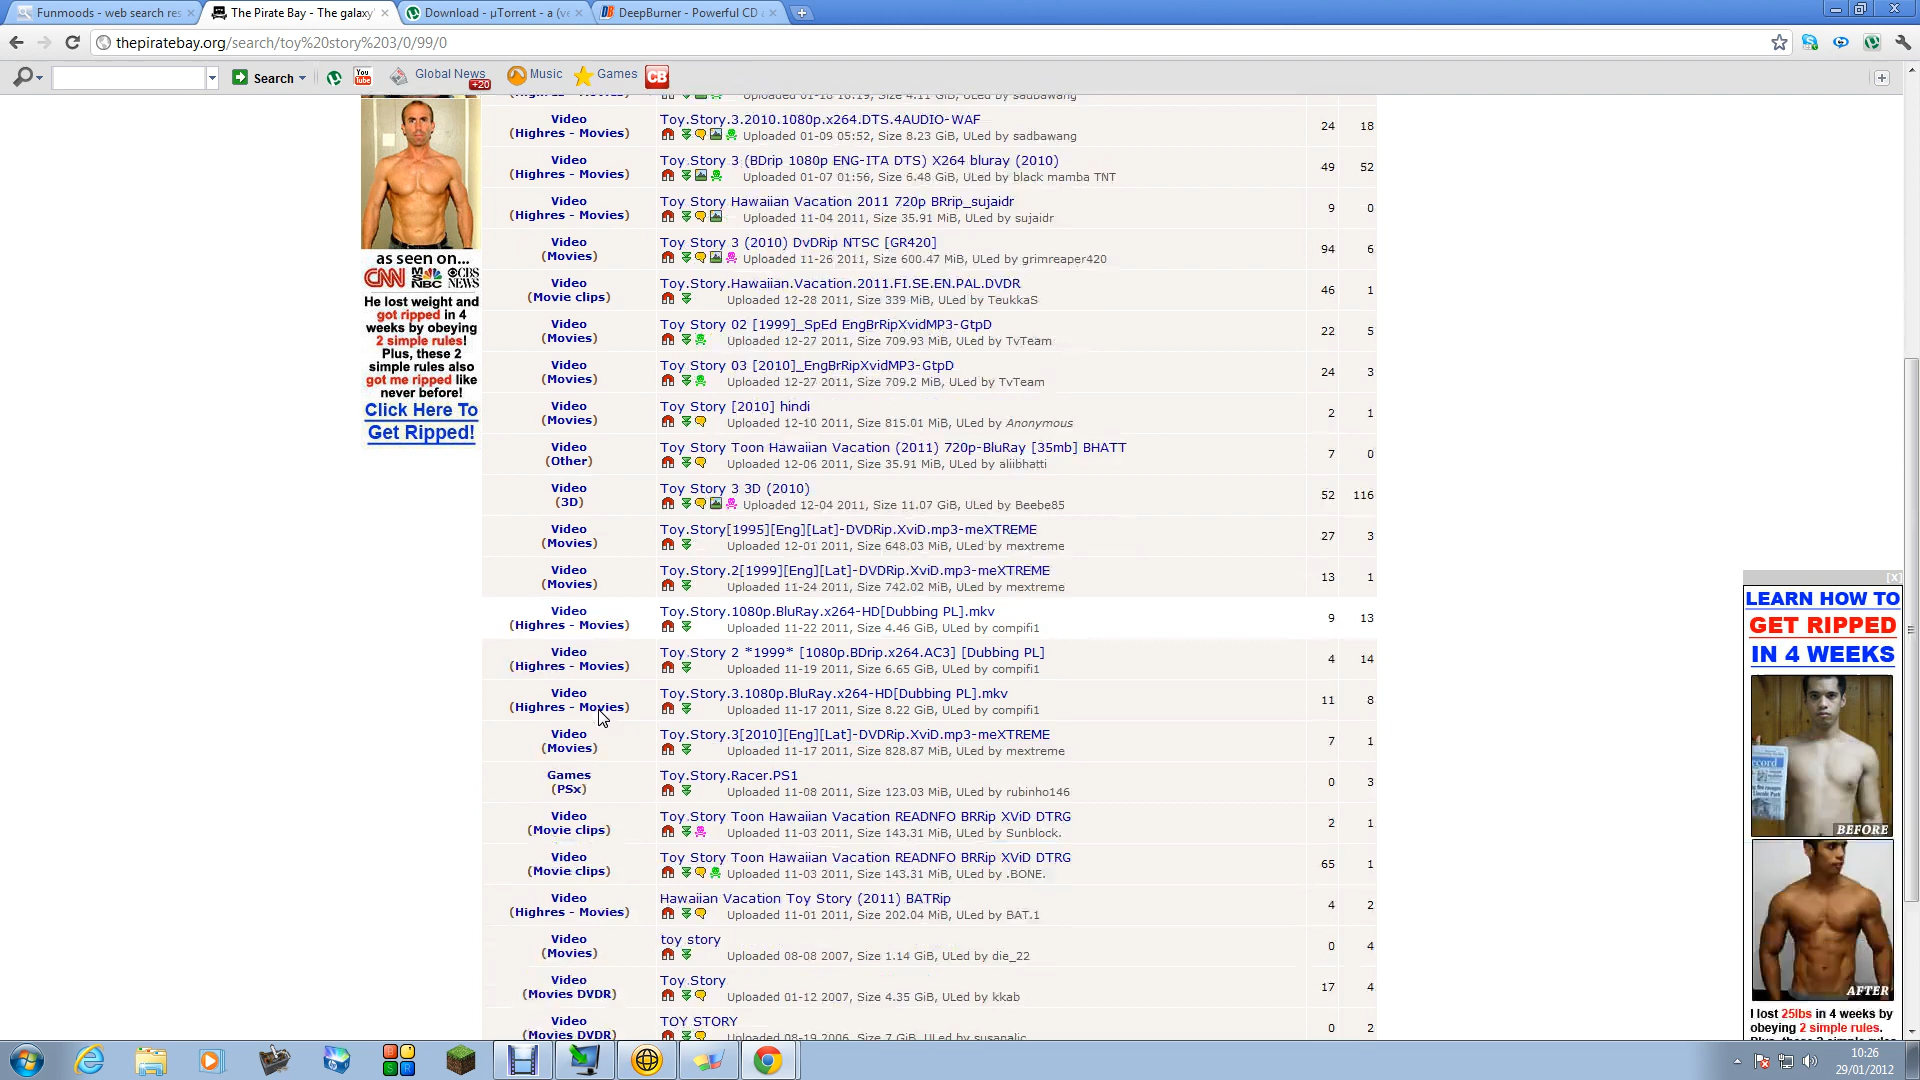 Funmoods - web search res
The Pirate Bay - The galaxy'
Download - µTorrent - a (ve
DeepBurner - Powerful CD a
thepiratebay.org/search/toy%20story%203/0/99/0
Search
You
Tube
Global News
+20
Music
Games
CB
(Highres - Movies)
Uploaded 01-18 16:19, Size 4.11 GiB, ULed by sadbawang
Video
(Highres - Movies)
Toy.Story.3.2010.1080p.x264.DTS.4AUDIO-WAF
Uploaded 01-09 05:52, Size 8.23 GiB, ULed by sadbawang
24 18
Video
(Highres - Movies)
Toy Story 3 (BDrip 1080p ENG-ITA DTS) X264 bluray (2010)
Uploaded 01-07 01:56, Size 6.48 GiB, ULed by black mamba TNT
49 52
Video
(Highres - Movies)
Toy Story Hawaiian Vacation 2011 720p BRrip_sujaidr
Uploaded 11-04 2011, Size 35.91 MiB, ULed by sujaidr
9 0
Video
(Movies)
Toy Story 3 (2010) DvDRip NTSC [GR420]
Uploaded 11-26 2011, Size 600.47 MiB, ULed by grimreaper420
94 6
Video
(Movie clips)
Toy.Story.Hawaiian.Vacation.2011.FI.SE.EN.PAL.DVDR
Uploaded 12-28 2011, Size 339 MiB, ULed by TeukkaS
46 1
Video
(Movies)
Toy Story 02 [1999]_SpEd EngBrRipXvidMP3-GtpD
Uploaded 12-27 2011, Size 709.93 MiB, ULed by TvTeam
22 5
Video
(Movies)
Toy Story 03 [2010]_EngBrRipXvidMP3-GtpD
Uploaded 12-27 2011, Size 709.2 MiB, ULed by TvTeam
24 3
Video
(Movies)
Toy Story [2010] hindi
Uploaded 12-10 2011, Size 815.01 MiB, ULed by Anonymous
2 1
Video
(Other)
Toy Story Toon Hawaiian Vacation (2011) 720p-BluRay [35mb] BHATT
Uploaded 12-06 2011, Size 35.91 MiB, ULed by aliibhatti
7 0
Video
(3D)
Toy Story 3 3D (2010)
Uploaded 12-04 2011, Size 11.07 GiB, ULed by Beebe85
52 116
Video
(Movies)
Toy.Story[1995][Eng][Lat]-DVDRip.XviD.mp3-meXTREME
Uploaded 12-01 2011, Size 648.03 MiB, ULed by mextreme
27 3
Video
(Movies)
Toy.Story.2[1999][Eng][Lat]-DVDRip.XviD.mp3-meXTREME
Uploaded 11-24 2011, Size 742.02 MiB, ULed by mextreme
13 1
Video
(Highres - Movies)
Toy.Story.1080p.BluRay.x264-HD[Dubbing PL].mkv
Uploaded 11-22 2011, Size 4.46 GiB, ULed by compifi1
9 13
Video
(Highres - Movies)
Toy Story 2 *1999* [1080p.BDrip.x264.AC3] [Dubbing PL]
Uploaded 11-19 2011, Size 6.65 GiB, ULed by compifi1
4 14
Video
(Highres - Movies)
Toy.Story.3.1080p.BluRay.x264-HD[Dubbing PL].mkv
Uploaded 11-17 2011, Size 8.22 GiB, ULed by compifi1
11 8
Video
(Movies)
Toy.Story.3[2010][Eng][Lat]-DVDRip.XviD.mp3-meXTREME
Uploaded 11-17 2011, Size 828.87 MiB, ULed by mextreme
7 1
Games
(PSx)
Toy.Story.Racer.PS1
Uploaded 11-08 2011, Size 123.03 MiB, ULed by rubinho146
0 3
Video
(Movie clips)
Toy Story Toon Hawaiian Vacation READNFO BRRip XViD DTRG
Uploaded 11-03 2011, Size 143.31 MiB, ULed by Sunblock.
2 1
Video
(Movie clips)
Toy Story Toon Hawaiian Vacation READNFO BRRip XViD DTRG
Uploaded 11-03 2011, Size 143.31 MiB, ULed by .BONE.
65 1
Video
(Highres - Movies)
Hawaiian Vacation Toy Story (2011) BATRip
Uploaded 11-01 2011, Size 202.04 MiB, ULed by BAT.1
4 2
Video
(Movies)
toy story
Uploaded 08-08 2007, Size 1.14 GiB, ULed by die_22
0 4
Video
(Movies DVDR)
Toy.Story
Uploaded 01-12 2007, Size 4.35 GiB, ULed by kkab
17 4
Video
(Movies DVDR)
TOY STORY
Uploaded 08-19 2006, Size 7 GiB, ULed by susanalic
0 2
as seen on...
CNN MSNBC CBS NEWS
He lost weight and
got ripped in 4
weeks by obeying
2 simple rules!
Plus, these 2
simple rules also
got me ripped like
never before!
Click Here To
Get Ripped!
[X]
LEARN HOW TO
GET RIPPED
IN 4 WEEKS
BEFORE
AFTER
I lost 25lbs in 4 weeks by
obeying 2 simple rules.
10:26
29/01/2012